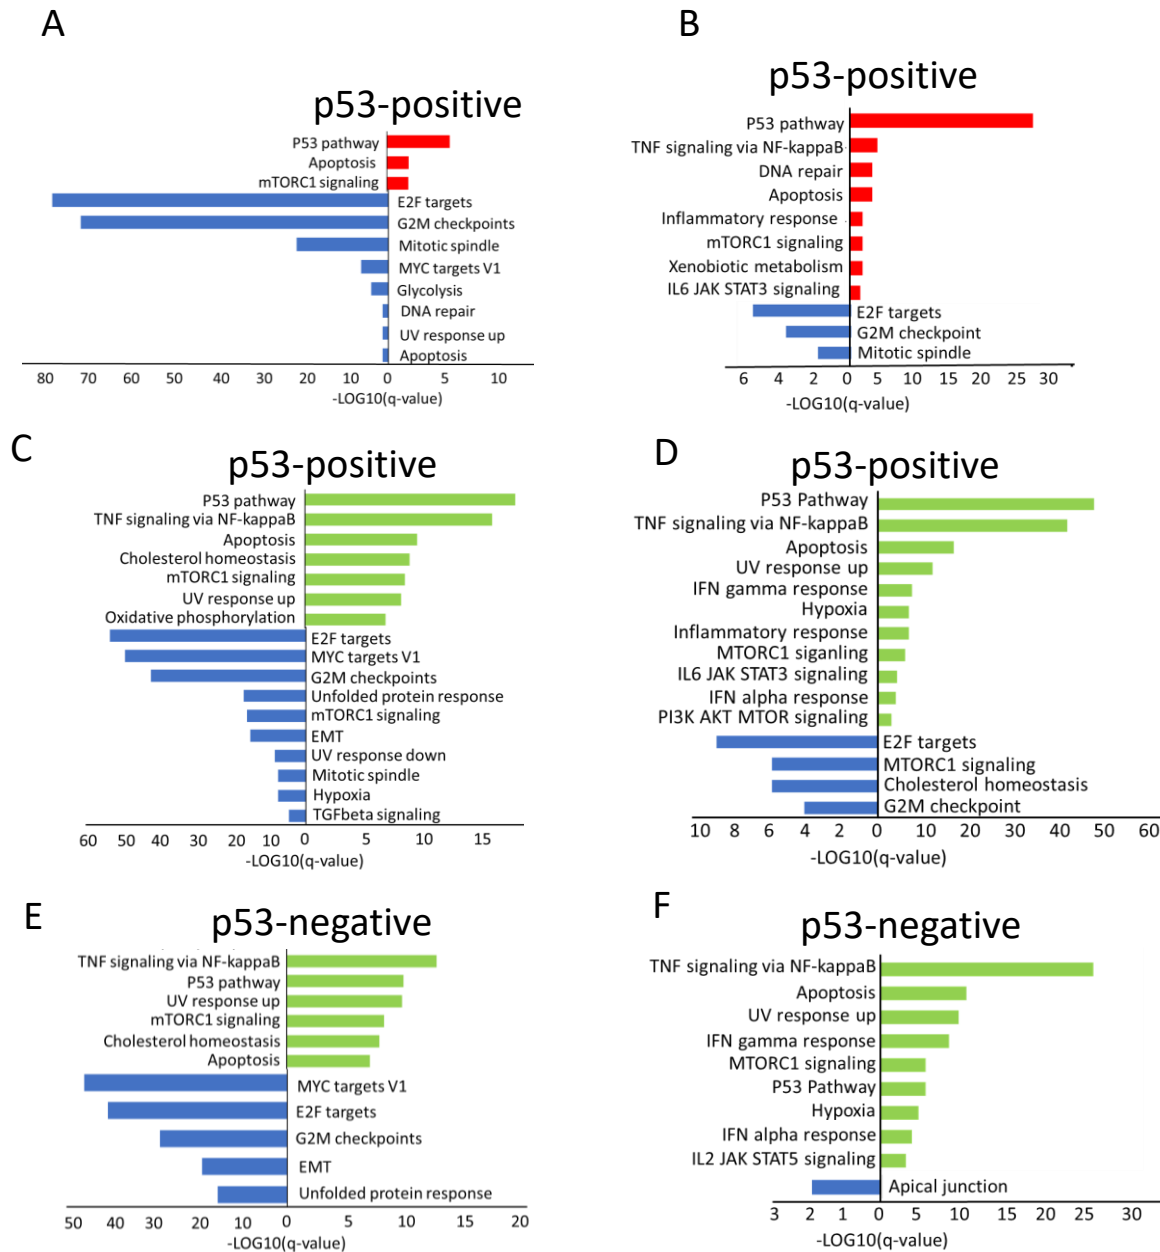 A
p53-positive
P53 pathway
Apoptosis
mTORC1 signaling
E2F targets
G2M checkpoints
Mitotic spindle
MYC targets V1
Glycolysis
DNA repair
UV response up
Apoptosis
80 70 60 50 40 30 20 10 0 5 10
-LOG10(q-value)
B
p53-positive
P53 pathway
TNF signaling via NF-kappaB
DNA repair
Apoptosis
Inflammatory response
mTORC1 signaling
Xenobiotic metabolism
IL6 JAK STAT3 signaling
E2F targets
G2M checkpoint
Mitotic spindle
6 4 2 0 5 10 15 20 25 30
-LOG10(q-value)
C
p53-positive
P53 pathway
TNF signaling via NF-kappaB
Apoptosis
Cholesterol homeostasis
mTORC1 signaling
UV response up
Oxidative phosphorylation
E2F targets
MYC targets V1
G2M checkpoints
Unfolded protein response
mTORC1 signaling
EMT
UV response down
Mitotic spindle
Hypoxia
TGFbeta signaling
60 50 40 30 20 10 0 5 10 15
-LOG10(q-value)
D
p53-positive
P53 Pathway
TNF signaling via NF-kappaB
Apoptosis
UV response up
IFN gamma response
Hypoxia
Inflammatory response
MTORC1 siganling
IL6 JAK STAT3 signaling
IFN alpha response
PI3K AKT MTOR signaling
E2F targets
MTORC1 signaling
Cholesterol homeostasis
G2M checkpoint
10 8 6 4 2 0 10 20 30 40 50 60
-LOG10(q-value)
E
p53-negative
TNF signaling via NF-kappaB
P53 pathway
UV response up
mTORC1 signaling
Cholesterol homeostasis
Apoptosis
MYC targets V1
E2F targets
G2M checkpoints
EMT
Unfolded protein response
50 40 30 20 10 0 5 10 15 20
-LOG10(q-value)
F
p53-negative
TNF signaling via NF-kappaB
Apoptosis
UV response up
IFN gamma response
MTORC1 signaling
P53 Pathway
Hypoxia
IFN alpha response
IL2 JAK STAT5 signaling
Apical junction
3 2 1 0 5 10 15 20 25 30
-LOG10(q-value)